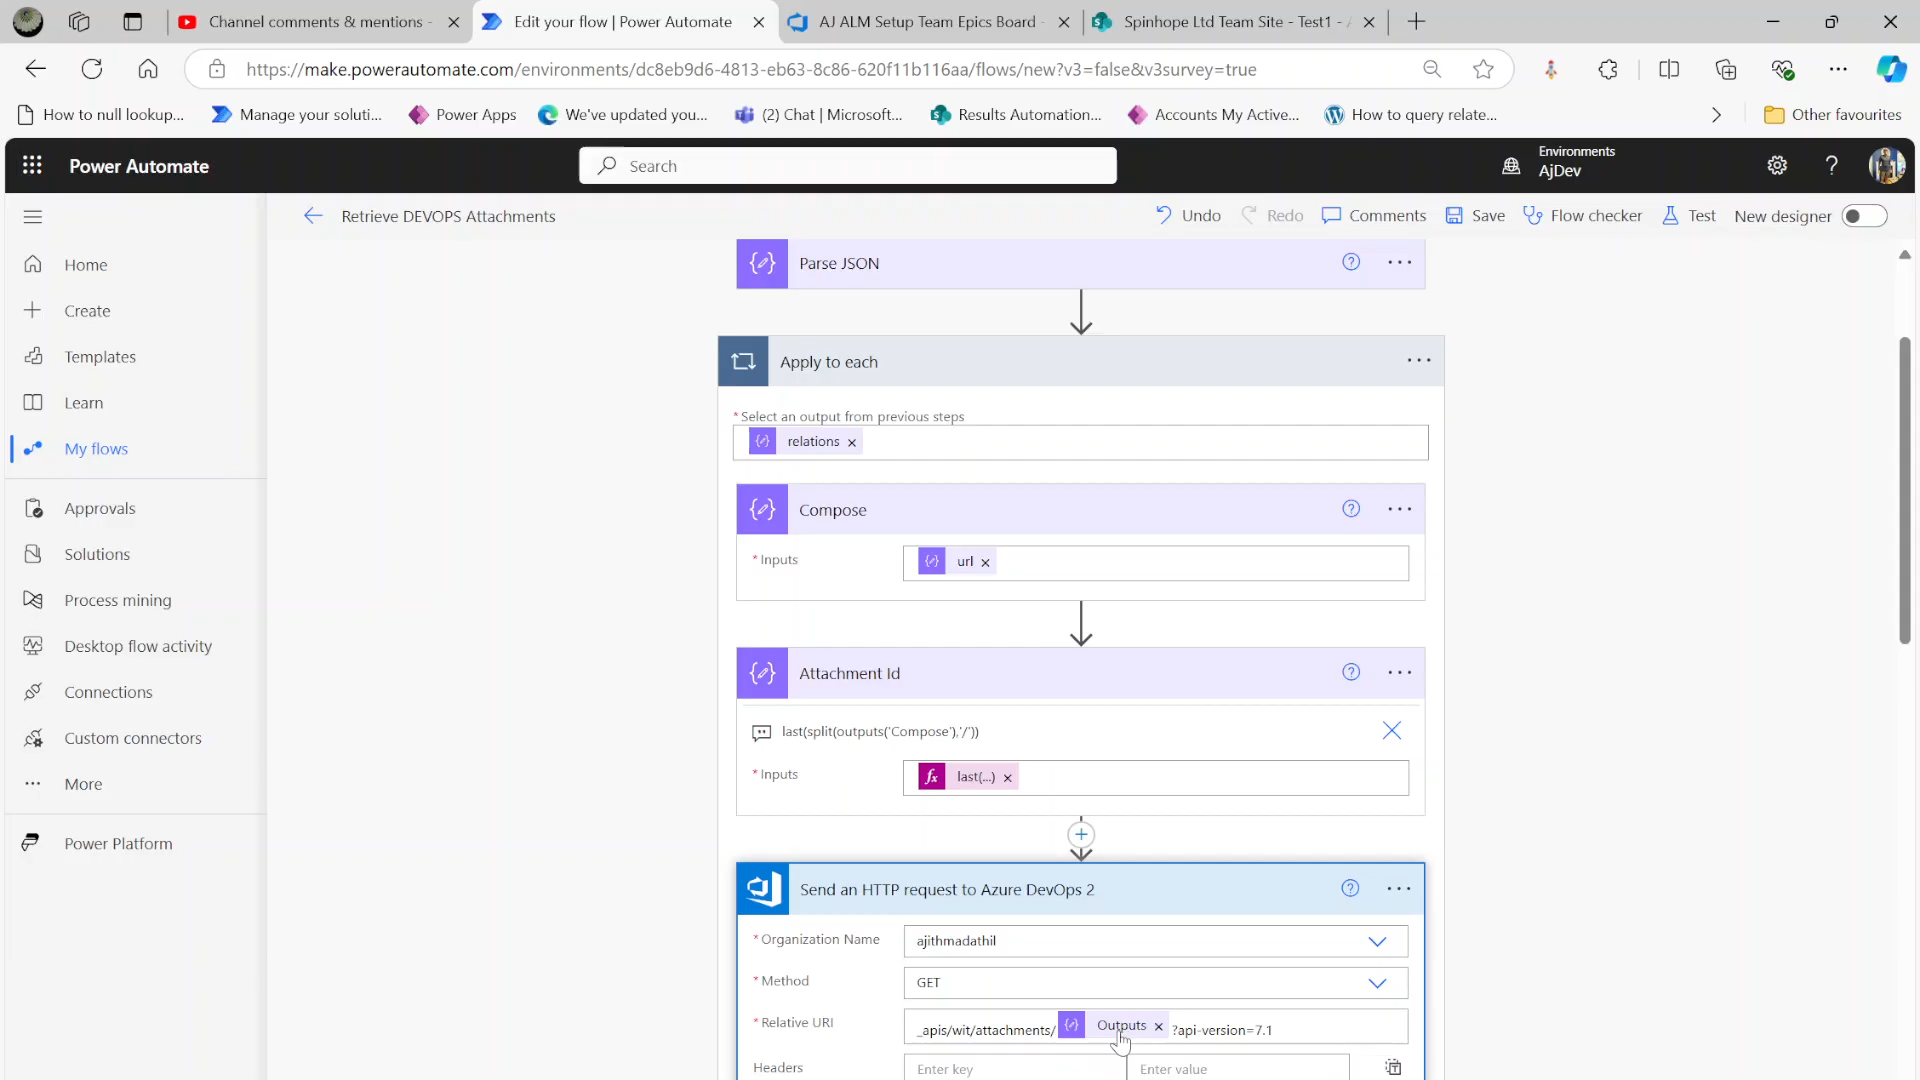 Channel comments & mentions -
Edit your flow | Power Automate
AJ ALM Setup Team Epics Board -
Spinhope Ltd Team Site - Test1 - A
https://make.powerautomate.com/environments/dc8eb9d6-4813-eb63-8c86-620f11b116aa/flows/new?v3=false&v3survey=true
How to null lookup...
Manage your soluti...
Power Apps
We've updated you...
(2) Chat | Microsoft...
Results Automation...
Accounts My Active...
How to query relate...
Other favourites
Power Automate
Search
Environments
AjDev
Retrieve DEVOPS Attachments
Undo
Redo
Comments
Save
Flow checker
Test
New designer
Home
Create
Templates
Learn
My flows
Approvals
Solutions
Process mining
Desktop flow activity
Connections
Custom connectors
More
Power Platform
Parse JSON
Apply to each
* Select an output from previous steps
relations
Compose
* Inputs
url
Attachment Id
last(split(outputs('Compose'),'/'))
* Inputs
fx last(...)
Send an HTTP request to Azure DevOps 2
* Organization Name
ajithmadathil
* Method
GET
* Relative URI
_apis/wit/attachments/ Outputs ?api-version=7.1
Headers
Enter key
Enter value